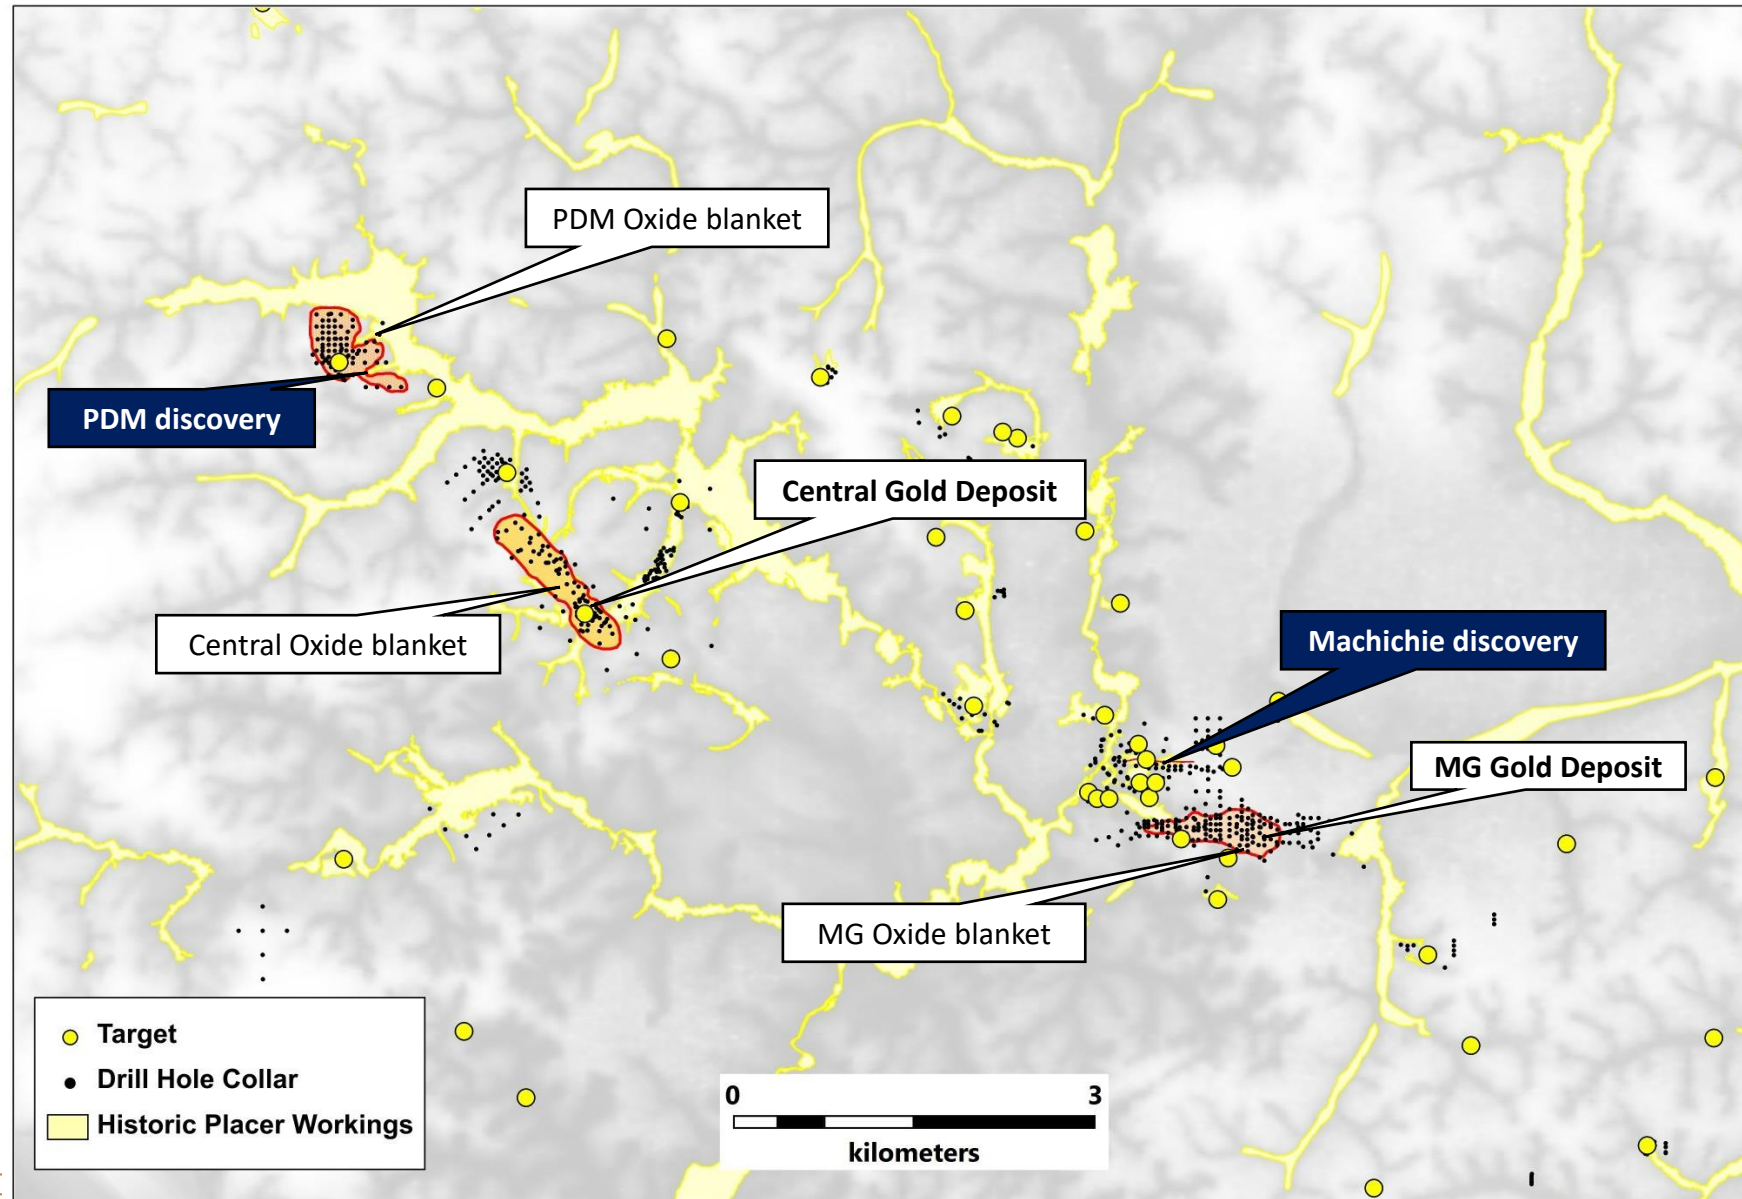 PDM Oxide blanket
PDM discovery
Central Gold Deposit
Central Oxide blanket
Machichie discovery
MG Gold Deposit
MG Oxide blanket
Target
Drill Hole Collar
Historic Placer Workings
0 3
kilometers